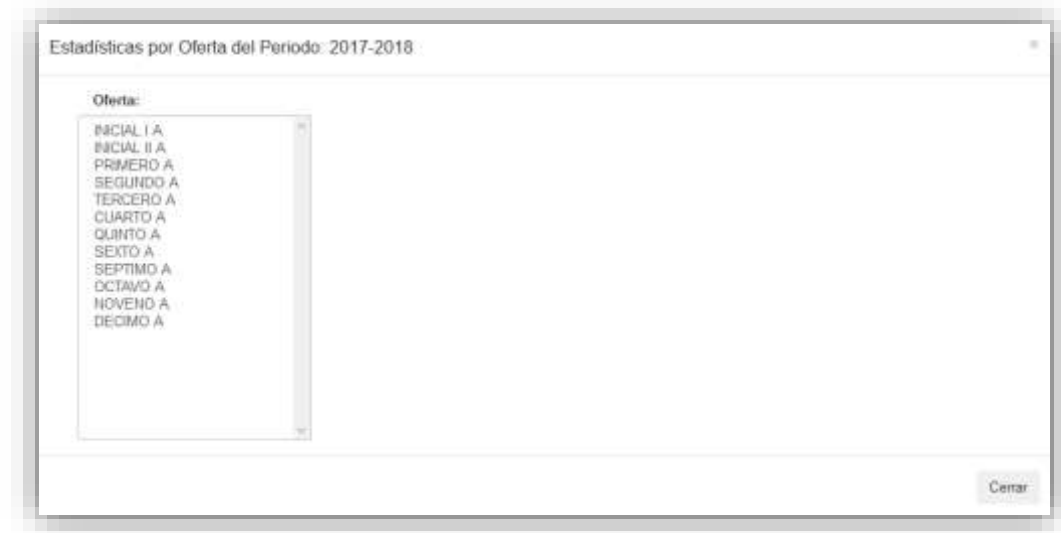 Estadísticas por Oferta del Periodo: 2017-2018
×
Oferta:
INICIAL I A
INICIAL II A
PRIMERO A
SEGUNDO A
TERCERO A
CUARTO A
QUINTO A
SEXTO A
SEPTIMO A
OCTAVO A
NOVENO A
DECIMO A
Cerrar